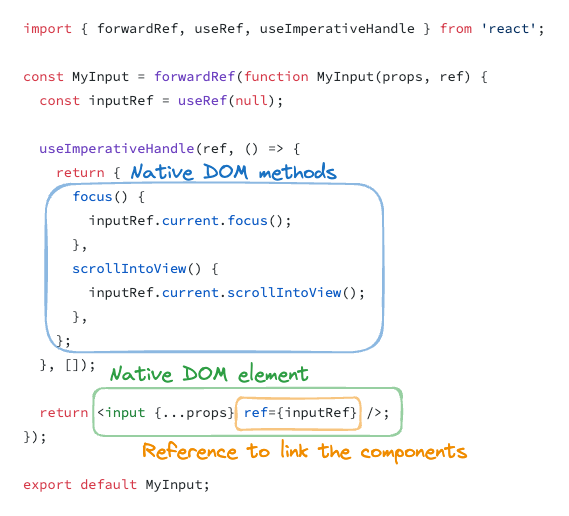 import { forwardRef, useRef, useImperativeHandle } from 'react';
const MyInput = forwardRef(function MyInput(props, ref) {
const inputRef = useRef(null);
useImperativeHandle(ref, () => {
return { Native DOM methods
focus() {
inputRef.current.focus();
},
scrollIntoView() {
inputRef.current.scrollIntoView();
},
};
}, []);
Native DOM element
return <input {...props} ref={inputRef} />;
});
Reference to link the components
export default MyInput;